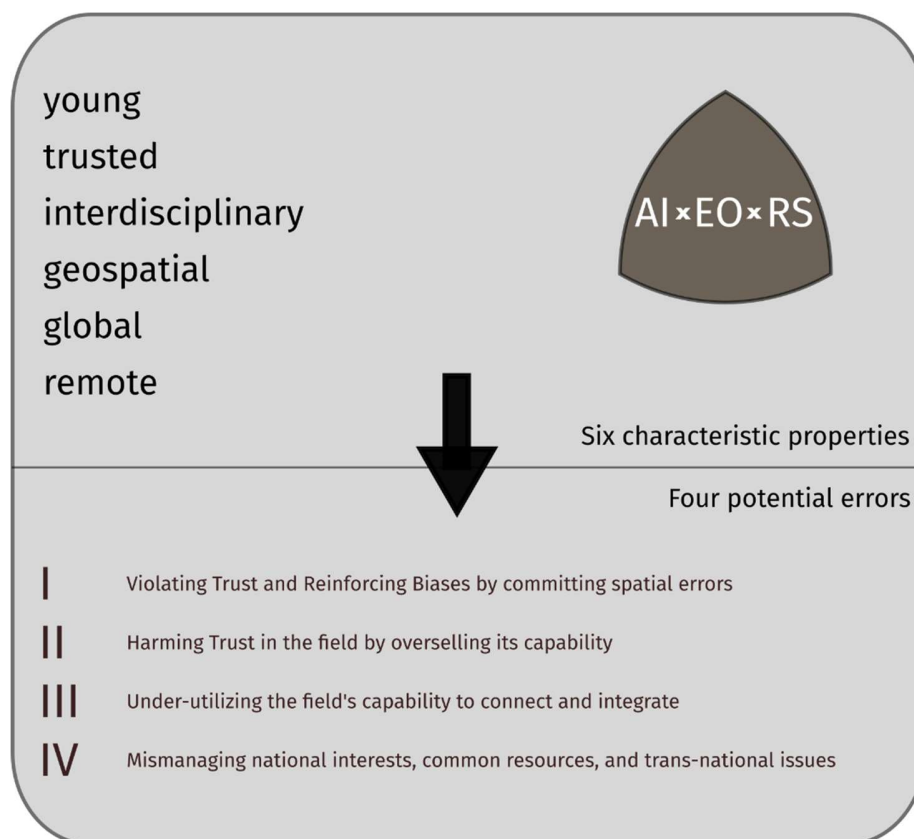 young
trusted
interdisciplinary
geospatial
global
remote
AI×EO×RS
Six characteristic properties
Four potential errors
I Violating Trust and Reinforcing Biases by committing spatial errors
II Harming Trust in the field by overselling its capability
III Under-utilizing the field's capability to connect and integrate
IV Mismanaging national interests, common resources, and trans-national issues